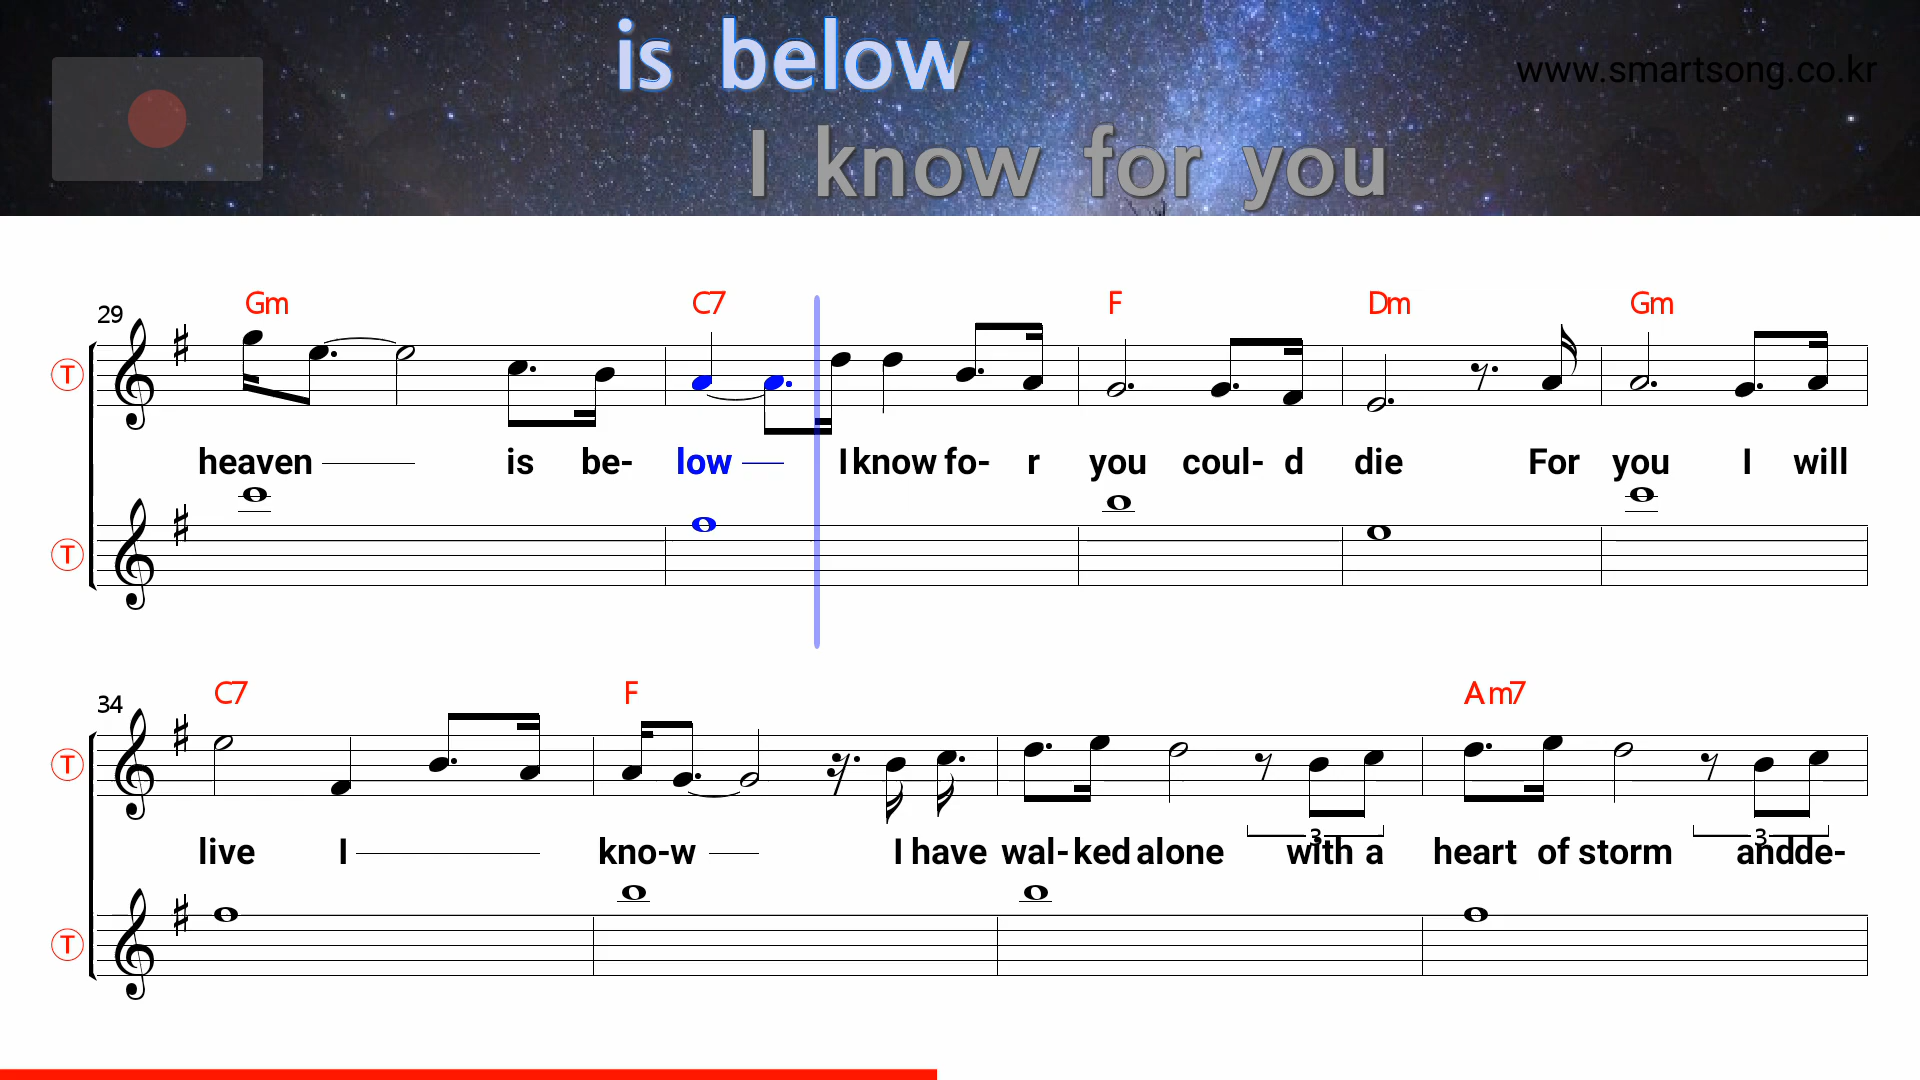 is below
www.smartsong.co.kr
I know for you
29 Gm C7 F Dm Gm
T
heaven is be- low I know fo- r you coul- d die For you I will
T
34 C7 F Am7
T
3 3
live I kno-w I have wal-ked alone with a heart of storm andde-
T